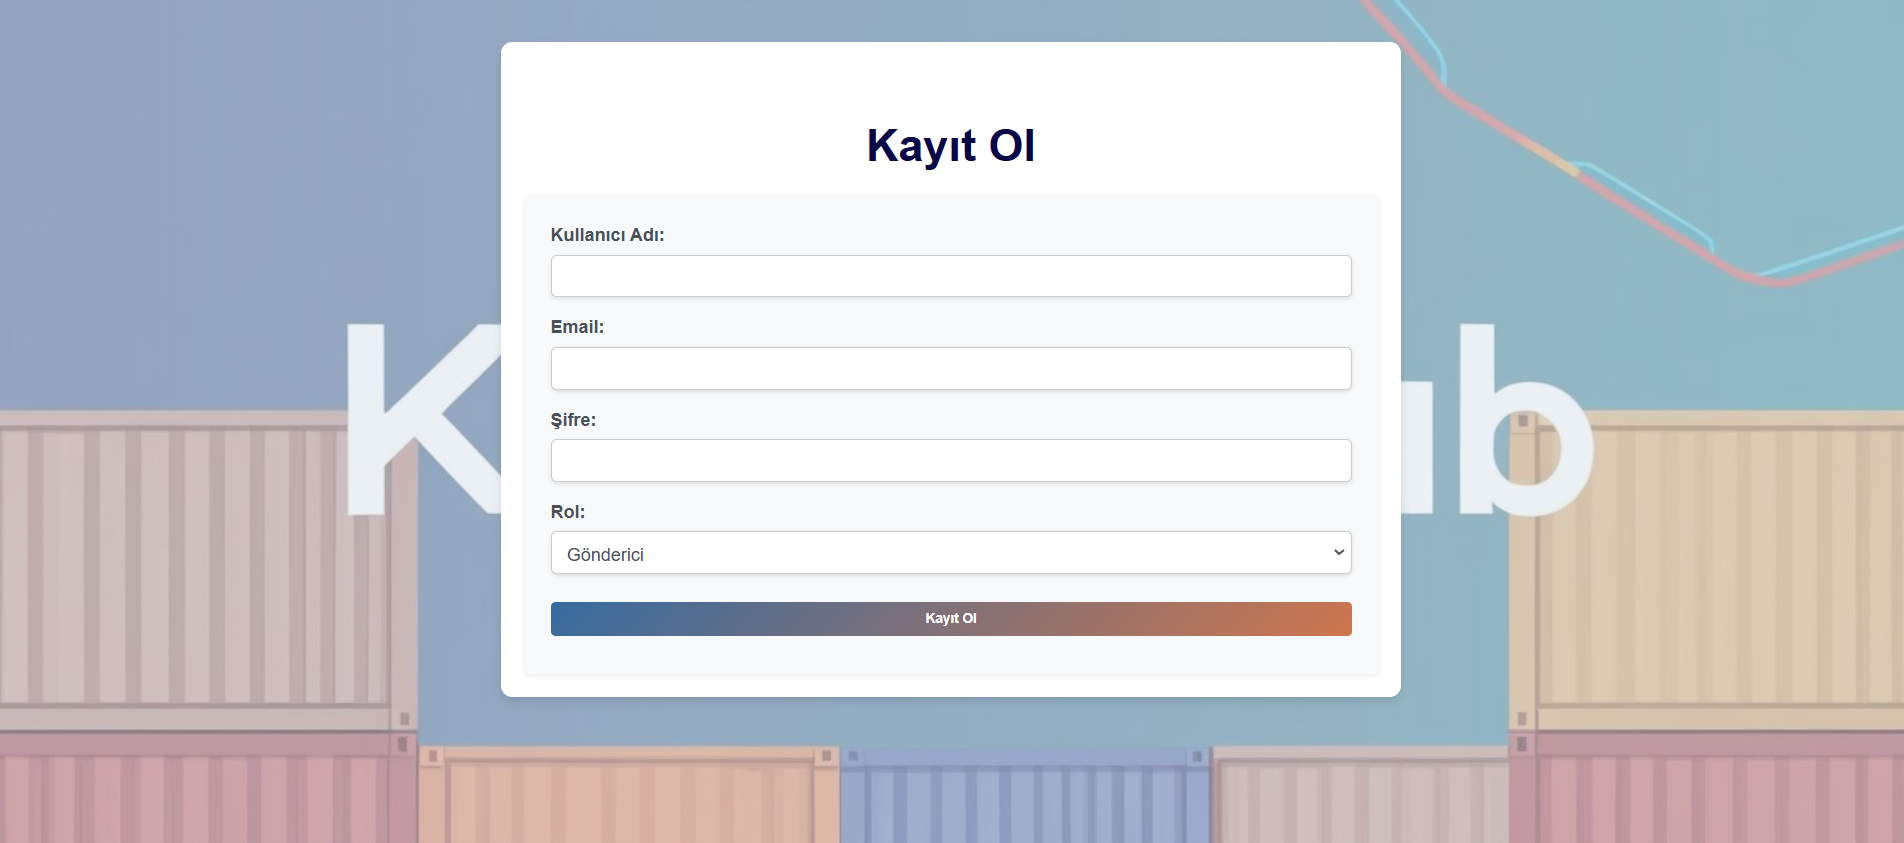 Kayıt Ol
Kullanıcı Adı:
Email:
Şifre:
Rol:
Gönderici
Kayıt Ol